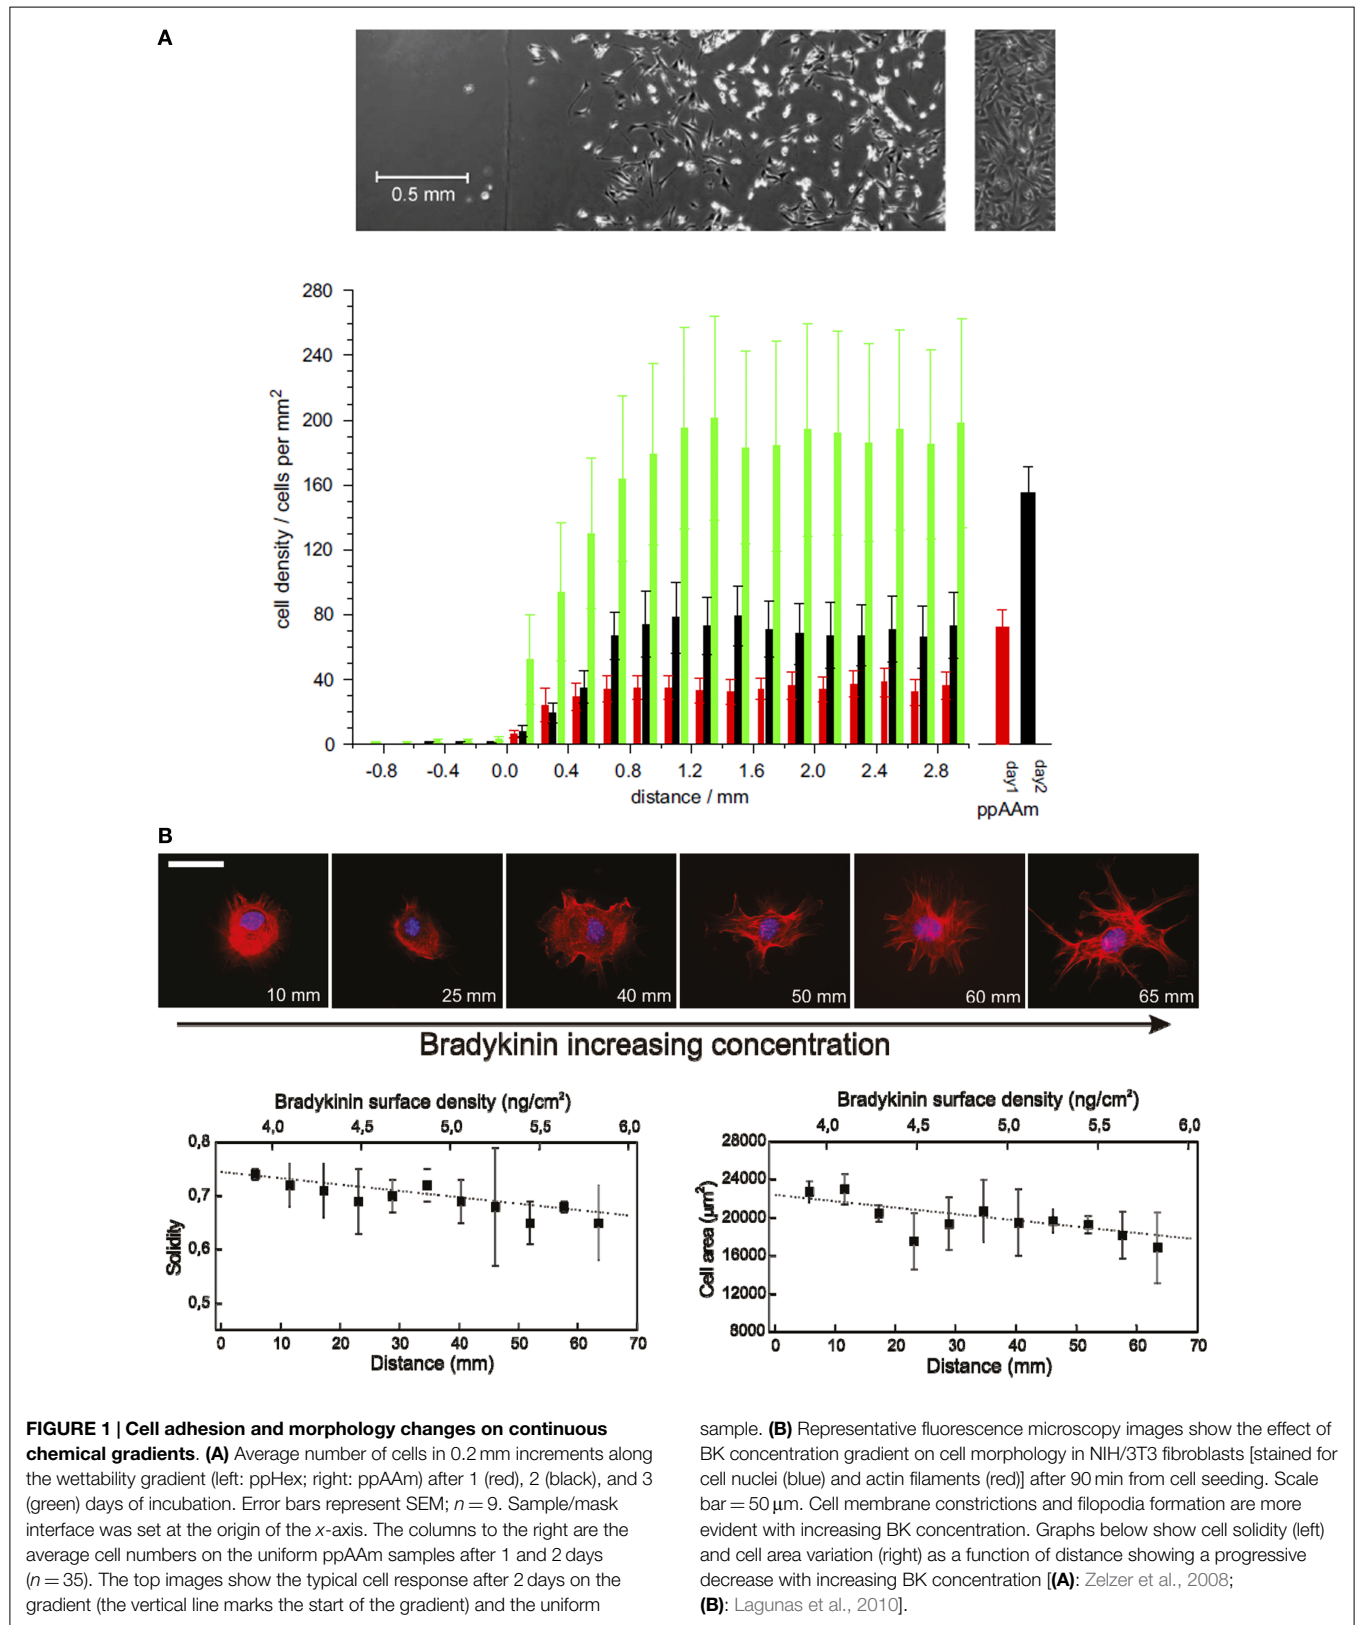 A
0.5 mm
280
240
200
160
120
80
40
0
cell density / cells per mm²
-0.8 -0.4 0.0 0.4 0.8 1.2 1.6 2.0 2.4 2.8
distance / mm
day1
day2
ppAAm
B
10 mm
25 mm
40 mm
50 mm
60 mm
65 mm
Bradykinin increasing concentration
Bradykinin surface density (ng/cm²)
4,0 4,5 5,0 5,5 6,0
0,8
0,7
0,6
0,5
Solidity
0 10 20 30 40 50 60 70
Distance (mm)
Bradykinin surface density (ng/cm²)
4,0 4,5 5,0 5,5 6,0
28000
24000
20000
16000
12000
8000
Cell area (μm²)
0 10 20 30 40 50 60 70
Distance (mm)
FIGURE 1 | Cell adhesion and morphology changes on continuous
chemical gradients. (A) Average number of cells in 0.2 mm increments along
the wettability gradient (left: ppHex; right: ppAAm) after 1 (red), 2 (black), and 3
(green) days of incubation. Error bars represent SEM; n = 9. Sample/mask
interface was set at the origin of the x-axis. The columns to the right are the
average cell numbers on the uniform ppAAm samples after 1 and 2 days
(n = 35). The top images show the typical cell response after 2 days on the
gradient (the vertical line marks the start of the gradient) and the uniform
sample. (B) Representative fluorescence microscopy images show the effect of
BK concentration gradient on cell morphology in NIH/3T3 fibroblasts [stained for
cell nuclei (blue) and actin filaments (red)] after 90 min from cell seeding. Scale
bar = 50 μm. Cell membrane constrictions and filopodia formation are more
evident with increasing BK concentration. Graphs below show cell solidity (left)
and cell area variation (right) as a function of distance showing a progressive
decrease with increasing BK concentration [(A): Zelzer et al., 2008;
(B): Lagunas et al., 2010].